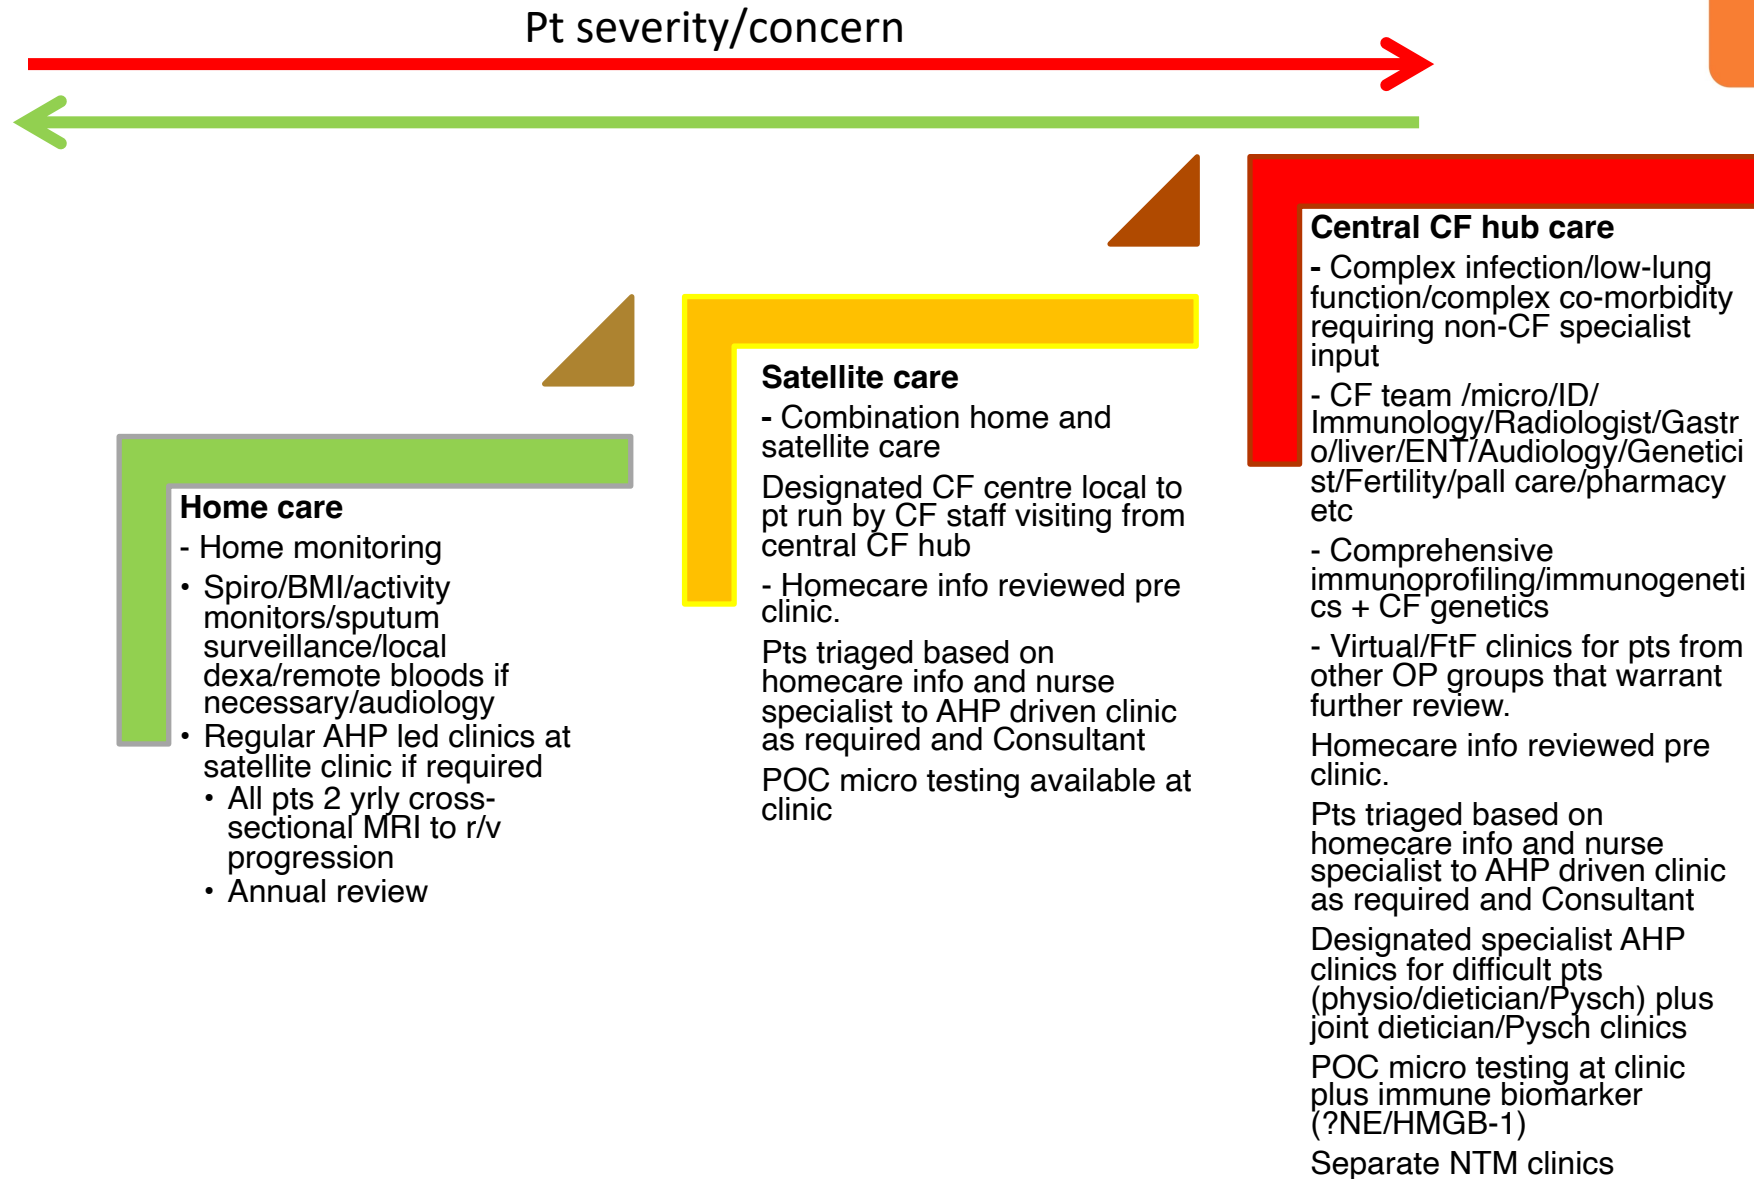 Pt severity/concern
Home care
- Home monitoring
• Spiro/BMI/activity
monitors/sputum
surveillance/local
dexa/remote bloods if
necessary/audiology
• Regular AHP led clinics at
satellite clinic if required
• All pts 2 yrly cross-
sectional MRI to r/v
progression
• Annual review
Satellite care
- Combination home and
satellite care
Designated CF centre local to
pt run by CF staff visiting from
central CF hub
- Homecare info reviewed pre
clinic.
Pts triaged based on
homecare info and nurse
specialist to AHP driven clinic
as required and Consultant
POC micro testing available at
clinic
Central CF hub care
- Complex infection/low-lung
function/complex co-morbidity
requiring non-CF specialist
input
- CF team /micro/ID/
Immunology/Radiologist/Gastr
o/liver/ENT/Audiology/Genetici
st/Fertility/pall care/pharmacy
etc
- Comprehensive
immunoprofiling/immunogeneti
cs + CF genetics
- Virtual/FtF clinics for pts from
other OP groups that warrant
further review.
Homecare info reviewed pre
clinic.
Pts triaged based on
homecare info and nurse
specialist to AHP driven clinic
as required and Consultant
Designated specialist AHP
clinics for difficult pts
(physio/dietician/Pysch) plus
joint dietician/Pysch clinics
POC micro testing at clinic
plus immune biomarker
(?NE/HMGB-1)
Separate NTM clinics